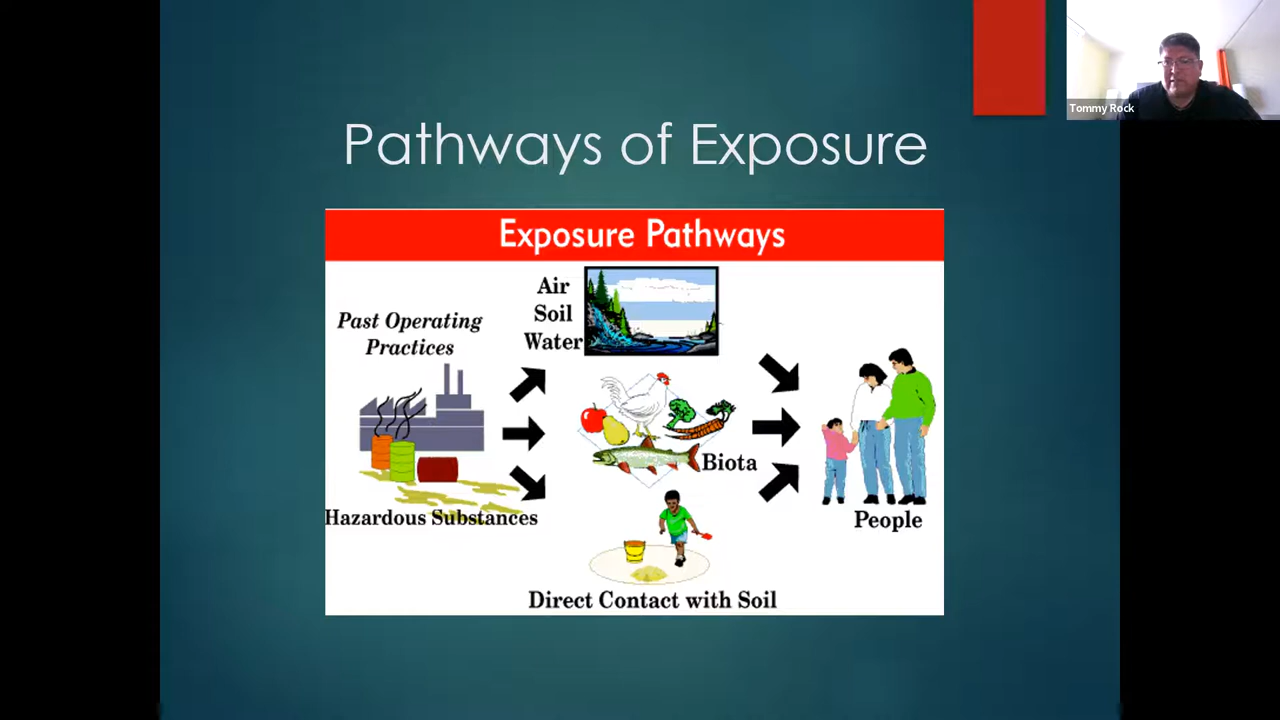 Tommy Rock
Pathways of Exposure
Exposure Pathways
Air
Soil
Water
Past Operating
Practices
Hazardous Substances
Biota
Direct Contact with Soil
People